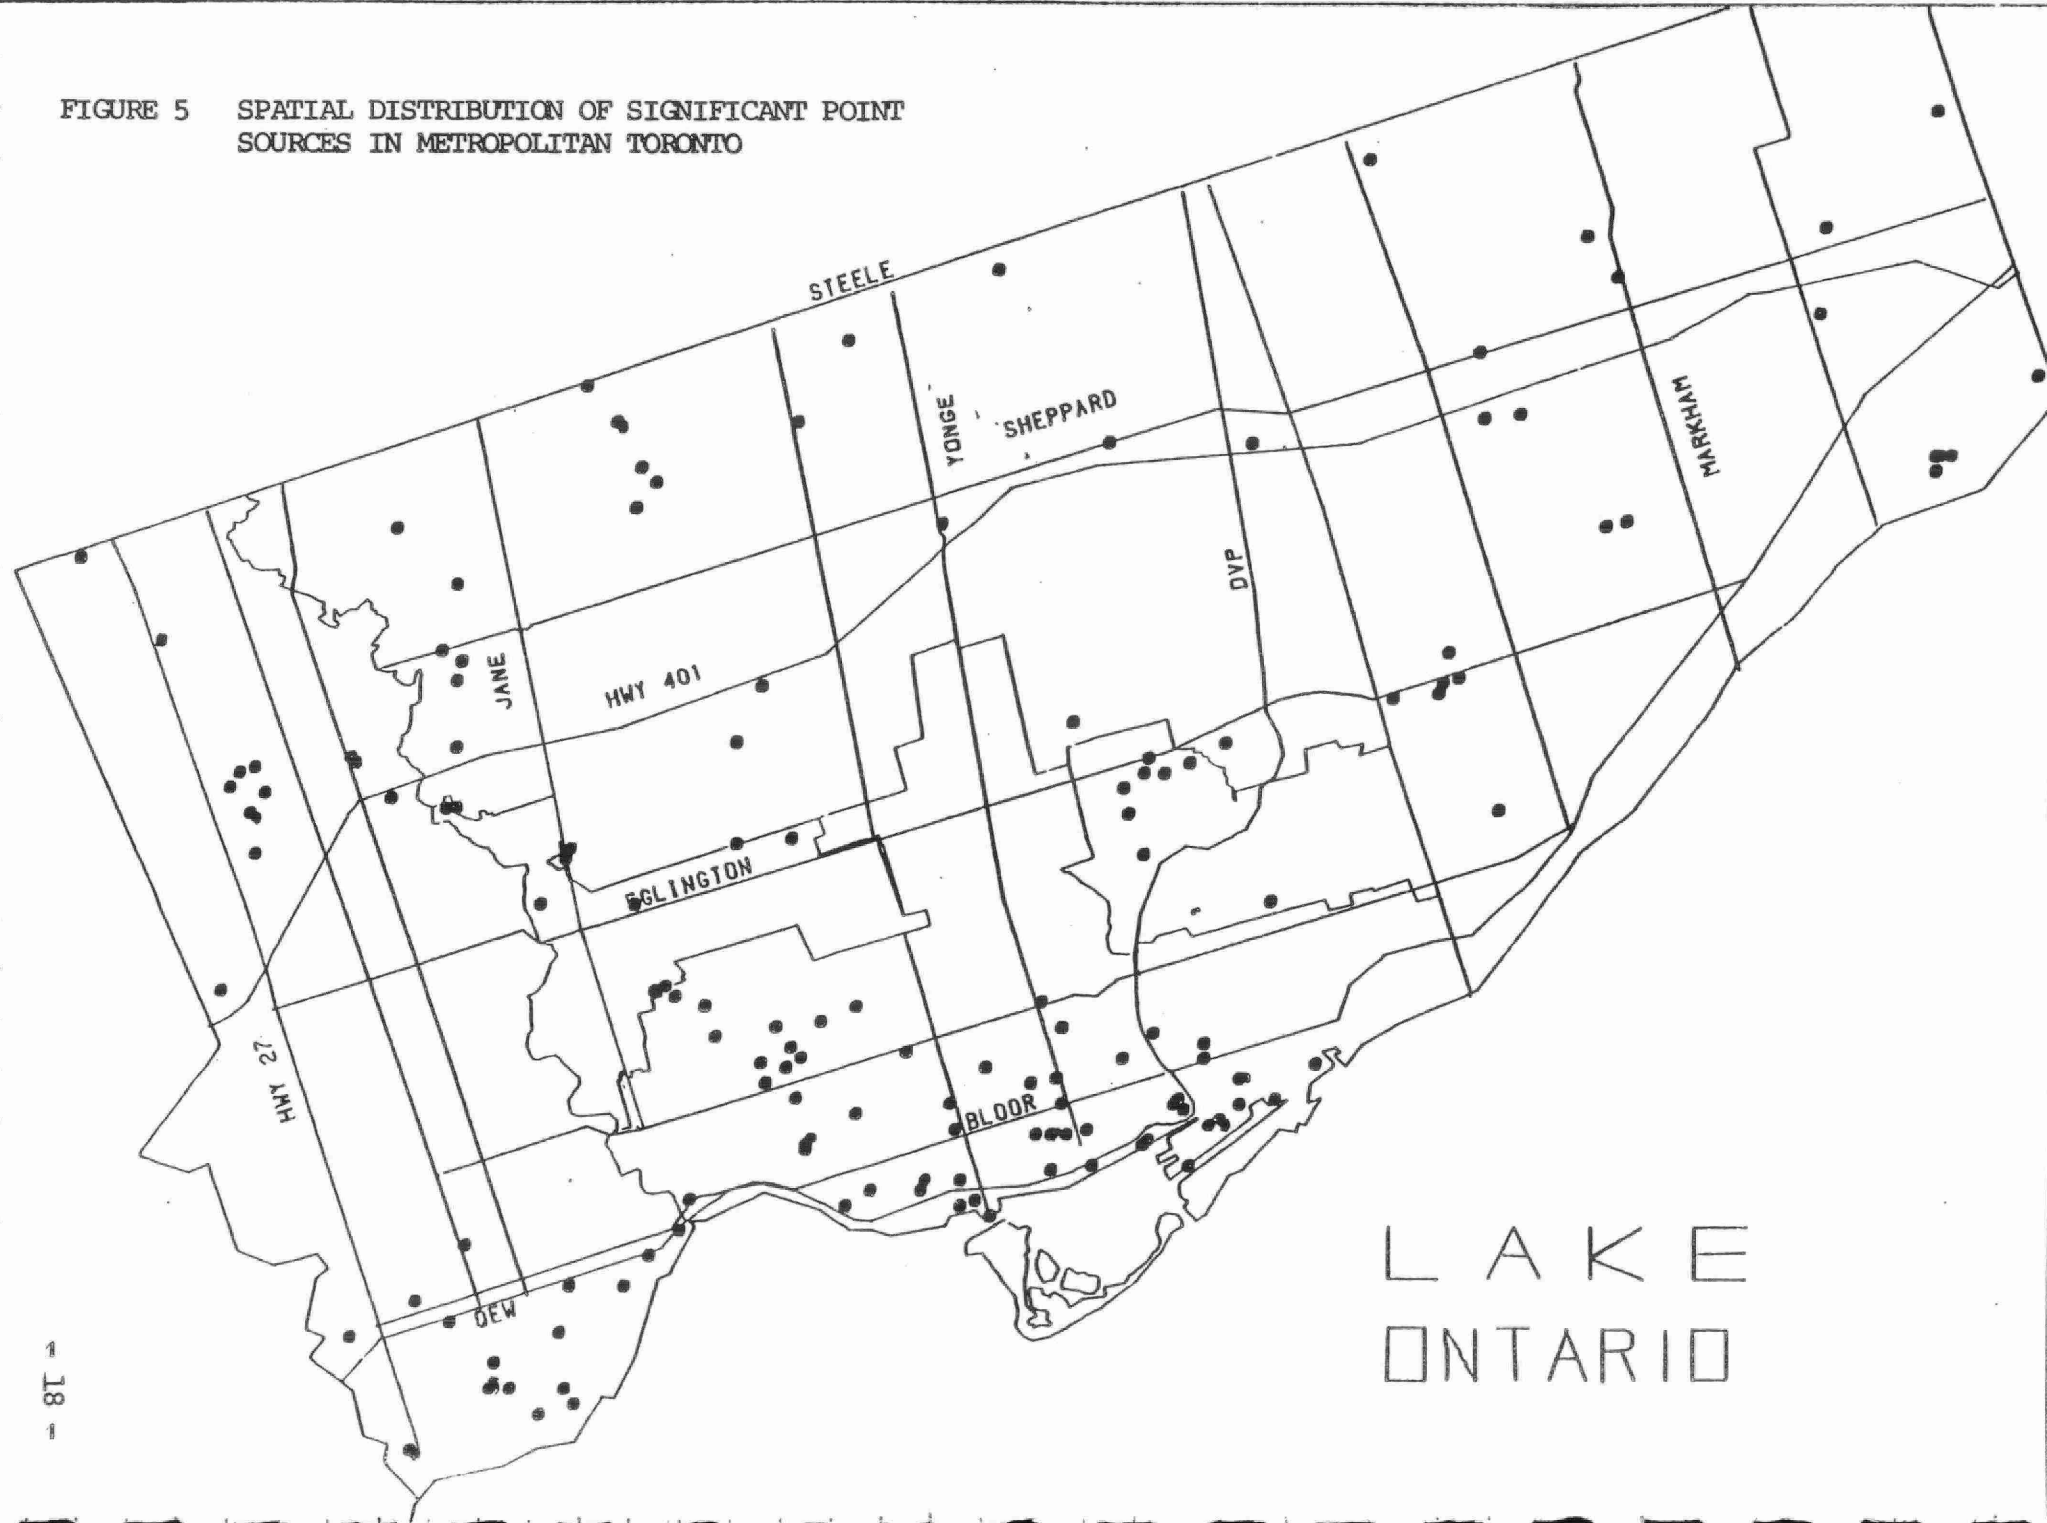 FIGURE 5 SPATIAL DISTRIBUTION OF SIGNIFICANT POINT
SOURCES IN METROPOLITAN TORONTO
STEELE
YONGE
SHEPPARD
MARKHAM
DVP
JANE
HWY 401
EGLINGTON
HWY 27
BLOOR
QEW
LAKE
ONTARIO
- 18 -